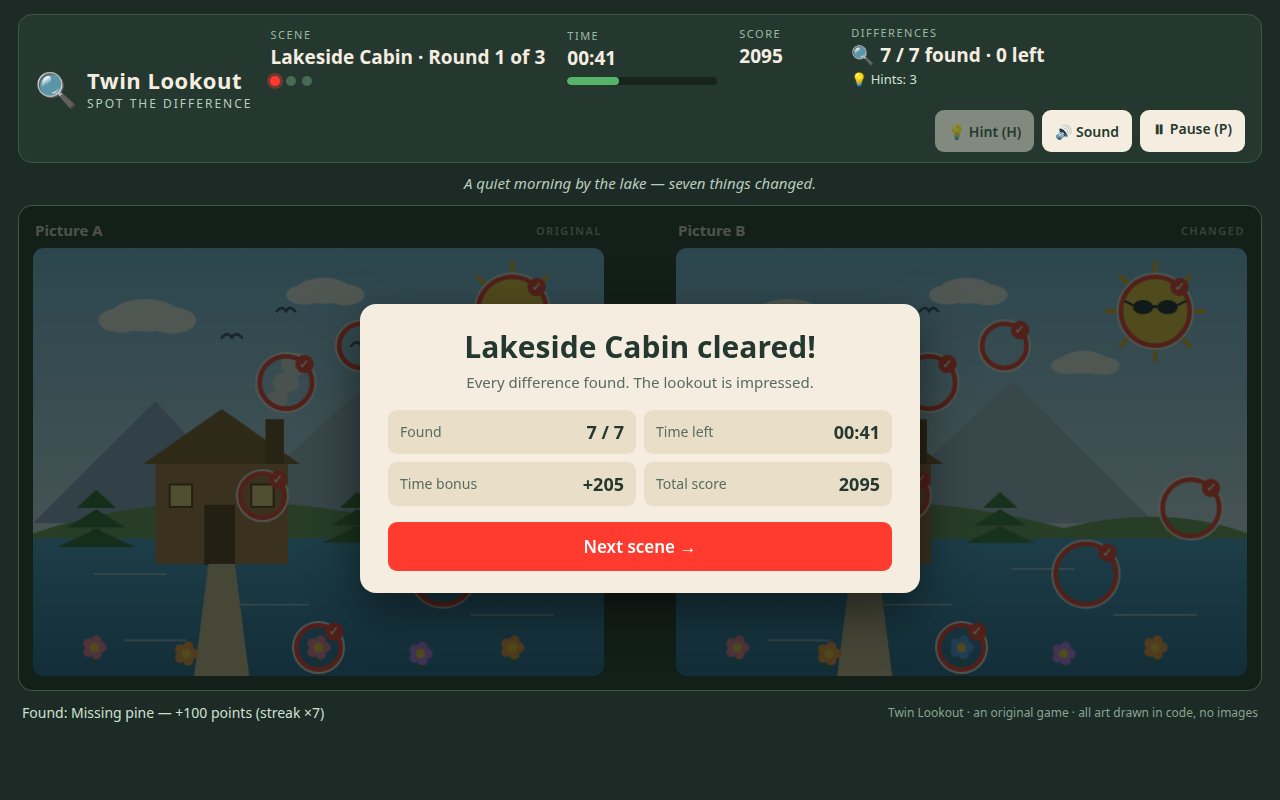 🔍 Twin Lookout
SPOT THE DIFFERENCE
SCENE
Lakeside Cabin · Round 1 of 3
TIME
00:41
SCORE
2095
DIFFERENCES
🔍 7 / 7 found · 0 left
💡 Hints: 3
💡 Hint (H)
🔊 Sound
⏸ Pause (P)
A quiet morning by the lake — seven things changed.
Picture A
ORIGINAL
Picture B
CHANGED
Lakeside Cabin cleared!
Every difference found. The lookout is impressed.
Found 7 / 7
Time left 00:41
Time bonus +205
Total score 2095
Next scene →
Found: Missing pine — +100 points (streak ×7)
Twin Lookout · an original game · all art drawn in code, no images